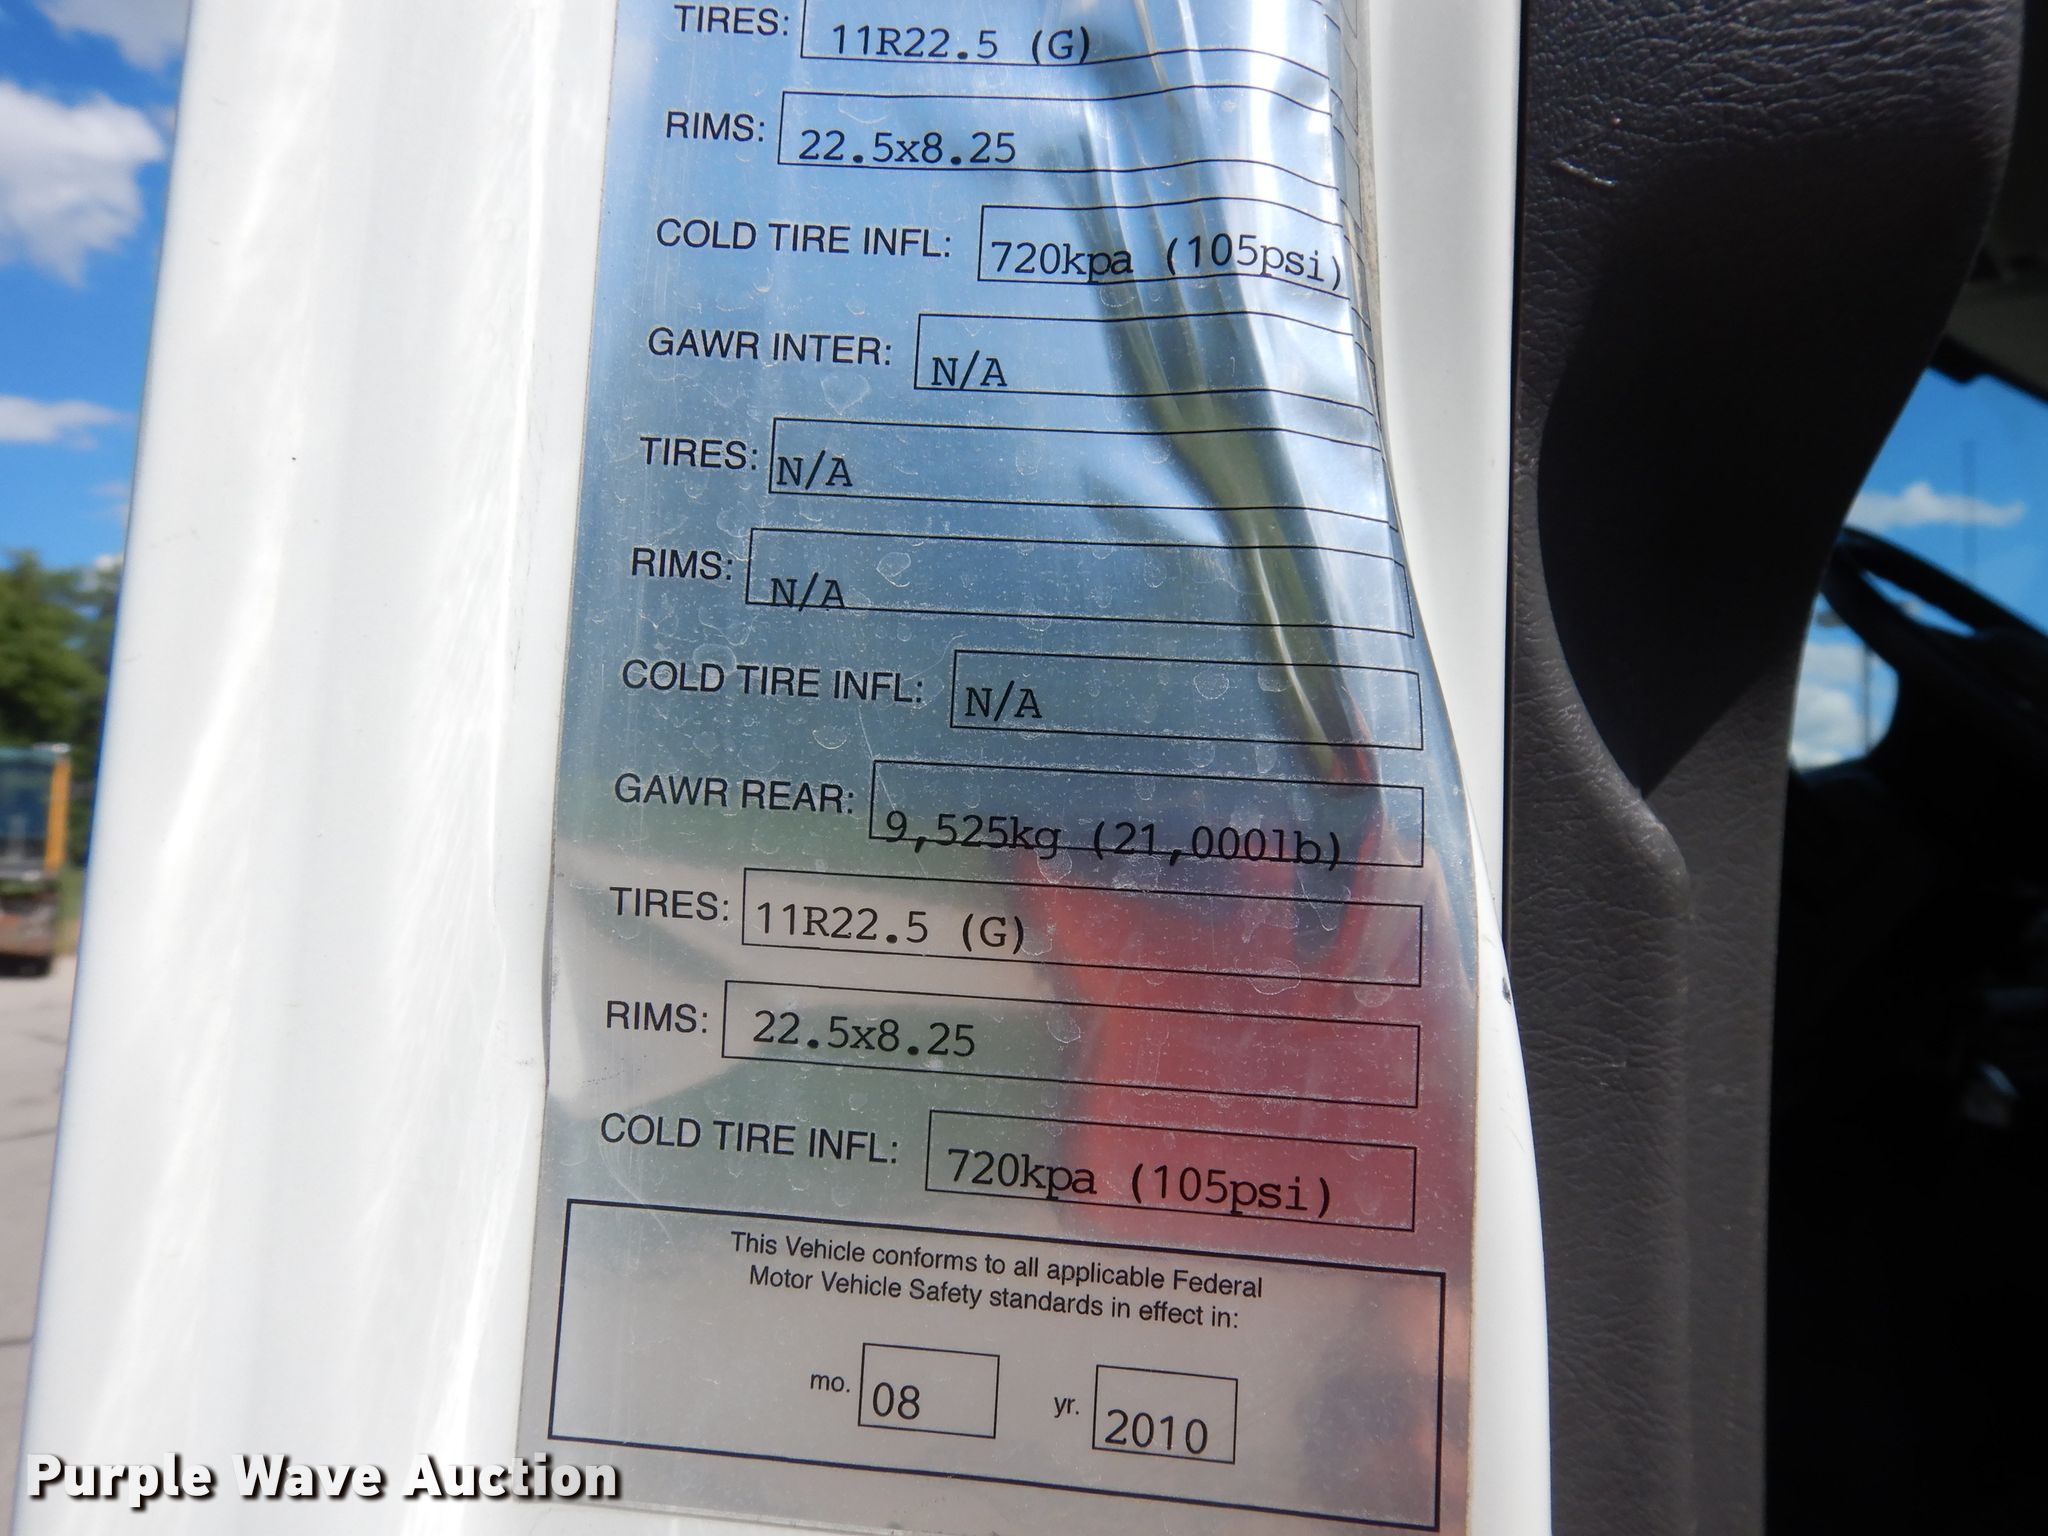 TIRES: 11R22.5 (G)
RIMS: 22.5x8.25
COLD TIRE INFL: 720kpa (105psi)
GAWR INTER: N/A
TIRES: N/A
RIMS: N/A
COLD TIRE INFL: N/A
GAWR REAR: 9,525kg (21,000lb)
TIRES: 11R22.5 (G)
RIMS: 22.5x8.25
COLD TIRE INFL: 720kpa (105psi)
This Vehicle conforms to all applicable Federal
Motor Vehicle Safety standards in effect in:
mo. 08 yr. 2010
Purple Wave Auction